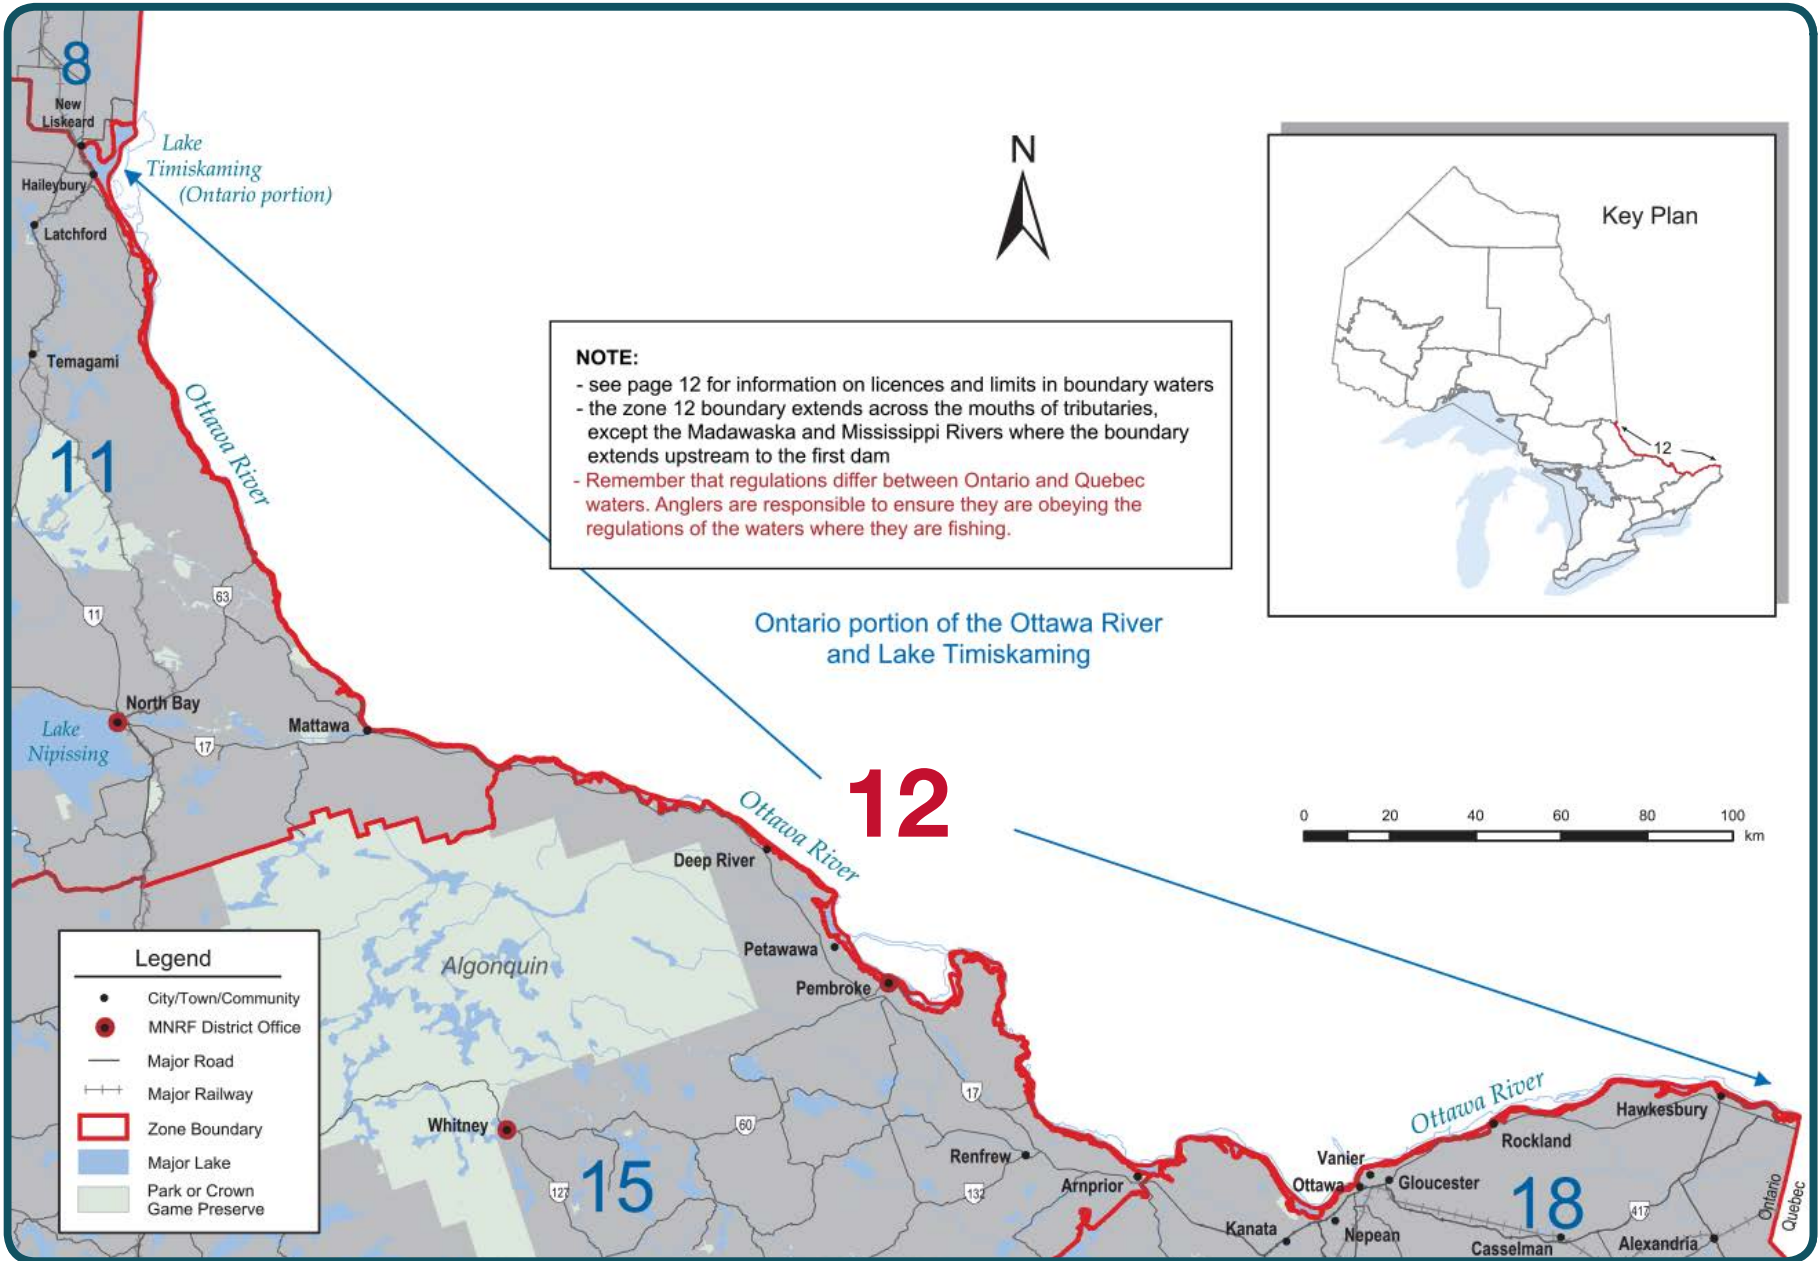 8
New
Liskeard
Lake
Timiskaming
(Ontario portion)
Haileybury
Latchford
Temagami
Ottawa River
11
63
11
North Bay
Lake
Nipissing
17
Mattawa
N
NOTE:
- see page 12 for information on licences and limits in boundary waters
- the zone 12 boundary extends across the mouths of tributaries,
except the Madawaska and Mississippi Rivers where the boundary
extends upstream to the first dam
- Remember that regulations differ between Ontario and Quebec
waters. Anglers are responsible to ensure they are obeying the
regulations of the waters where they are fishing.
Key Plan
12
Ontario portion of the Ottawa River
and Lake Timiskaming
12
0 20 40 60 80 100
km
Ottawa River
Deep River
Petawawa
Pembroke
Algonquin
Legend
City/Town/Community
MNRF District Office
Major Road
Major Railway
Zone Boundary
Major Lake
Park or Crown
Game Preserve
Whitney
127
15
60
17
Renfrew
132
Arnprior
Ottawa River
Hawkesbury
Rockland
Vanier
Ottawa
Gloucester
18
417
Kanata
Nepean
Casselman
Alexandria
Ontario
Quebec